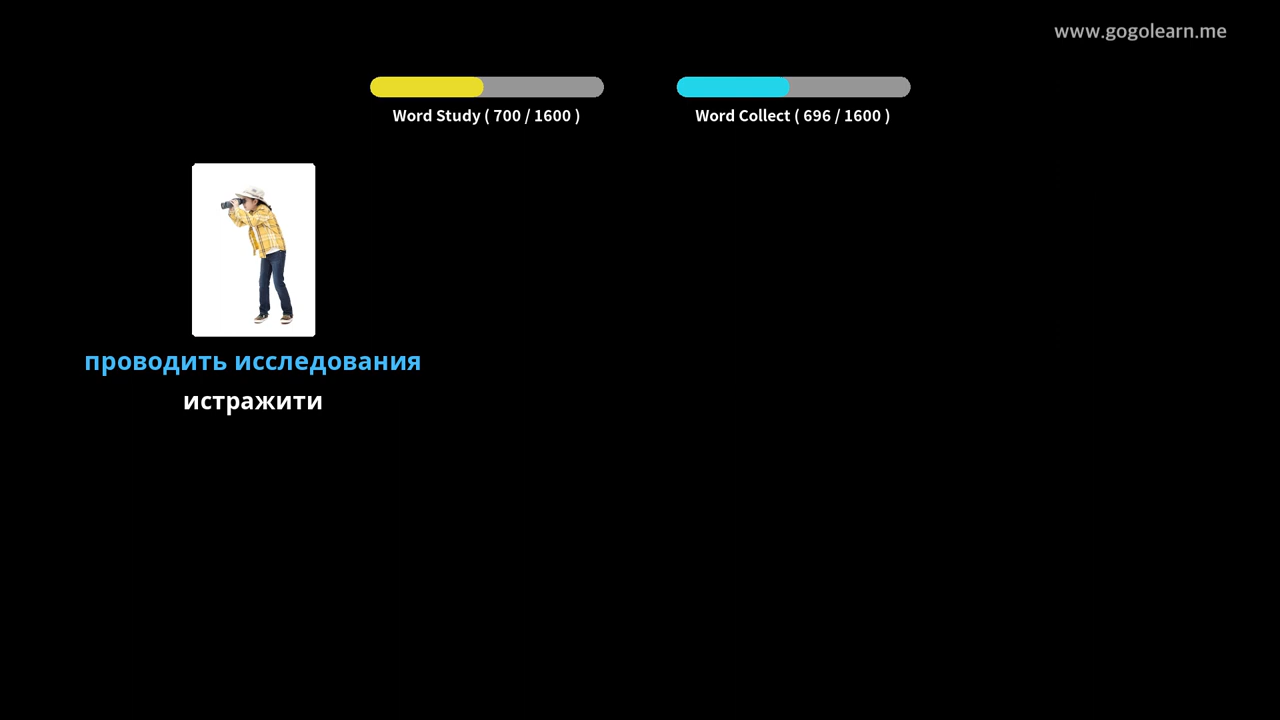 www.gogolearn.me
Word Study ( 700 / 1600 )
Word Collect ( 696 / 1600 )
проводить исследования
истражити